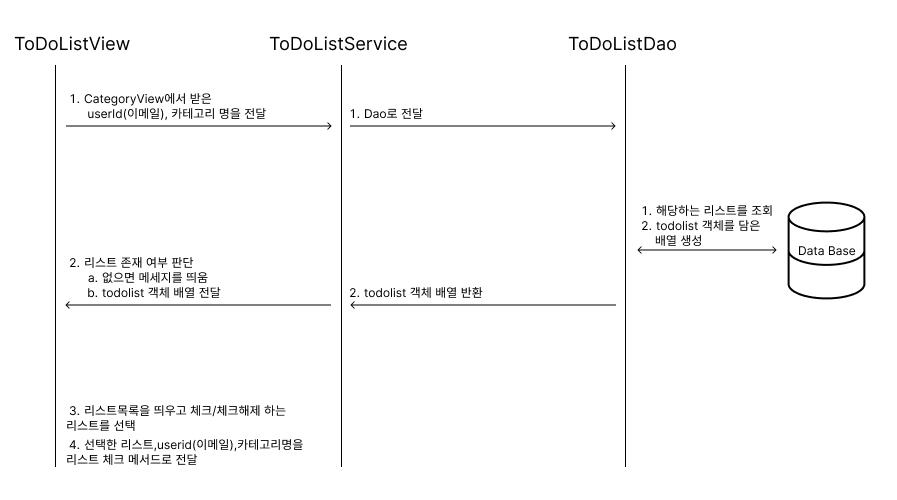 ToDoListView
ToDoListService
ToDoListDao
1. CategoryView에서 받은
userId(이메일), 카테고리 명을 전달
1. Dao로 전달
1. 해당하는 리스트를 조회
2. todolist 객체를 담은
배열 생성
Data Base
2. 리스트 존재 여부 판단
a. 없으면 메세지를 띄움
b. todolist 객체 배열 전달
2. todolist 객체 배열 반환
3. 리스트목록을 띄우고 체크/체크해제 하는
리스트를 선택
4. 선택한 리스트,userid(이메일),카테고리명을
리스트 체크 메서드로 전달